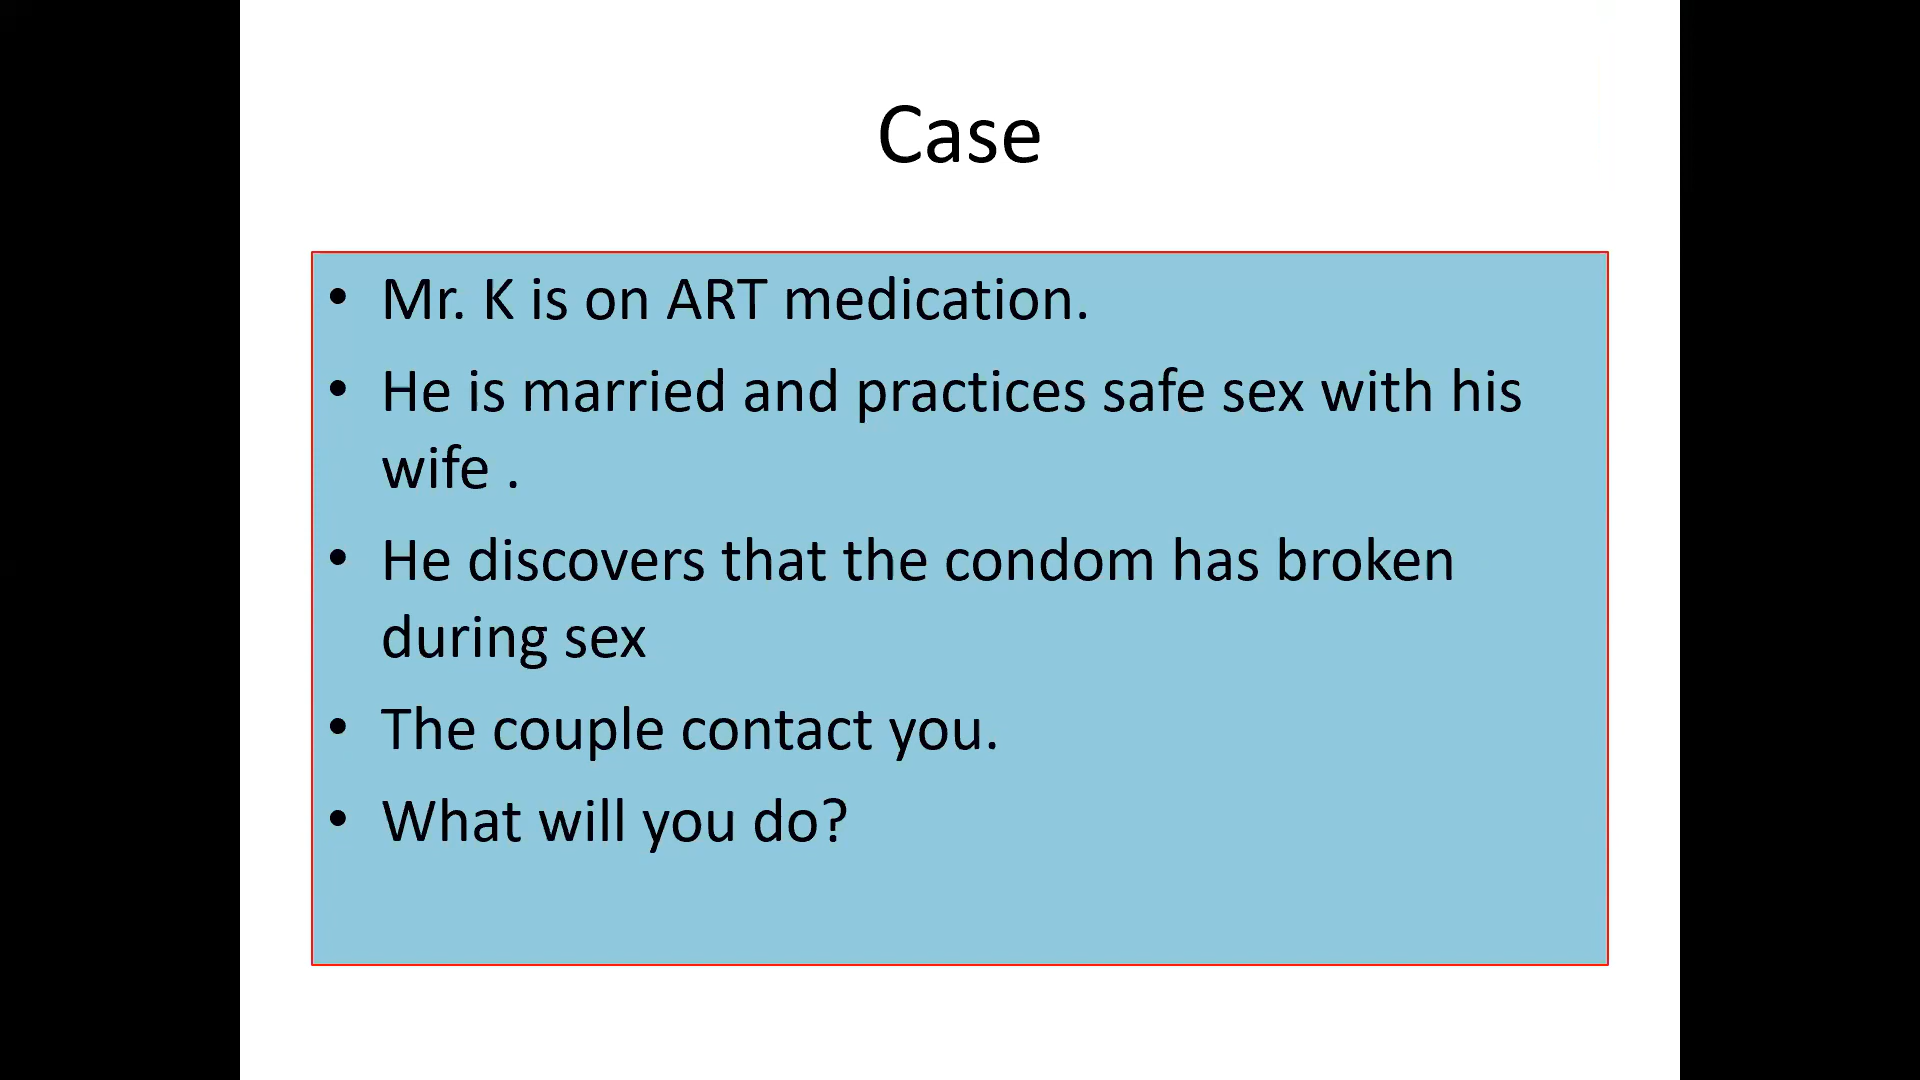 Case
• Mr. K is on ART medication.
• He is married and practices safe sex with his
wife .
• He discovers that the condom has broken
during sex
• The couple contact you.
• What will you do?